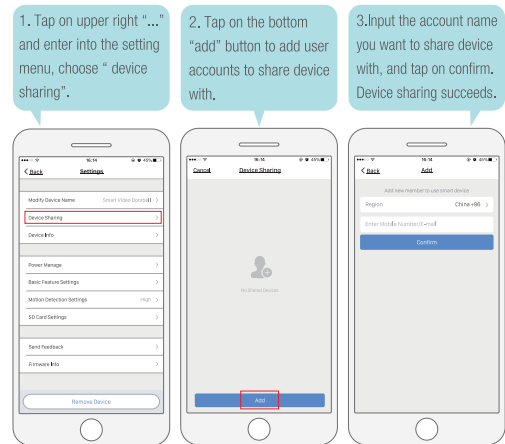 1. Tap on upper right "..."
and enter into the setting
menu, choose " device
sharing".
2. Tap on the bottom
"add" button to add user
accounts to share device
with.
3.Input the account name
you want to share device
with, and tap on confirm.
Device sharing succeeds.
16:14
45%
< Back
Settings
Modify Device Name
Smart Video Doorbell >
Device Sharing >
Device Info >
Power Manage >
Basic Feature Settings >
Motion Detection Settings
High >
SD Card Settings >
Send Feedback >
Firmware Info >
Remove Device
16:14
45%
Cancel
Device Sharing
No Shared Devices
Add
16:14
45%
< Back
Add
Add new member to use smart device
Region
China +86 >
Enter Mobile Number/E-mail
Confirm